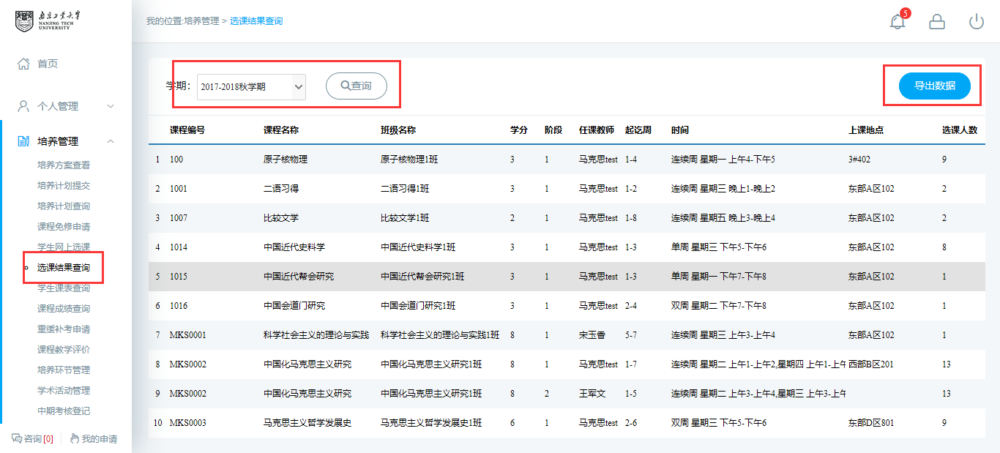 南京工业大学
NANJING TECH
UNIVERSITY
我的位置:培养管理 > 选课结果查询
5
首页
个人管理
培养管理
培养方案查看
培养计划提交
培养计划查询
课程免修申请
学生网上选课
选课结果查询
学生课表查询
课程成绩查询
重缓补考申请
课程教学评价
培养环节管理
学术活动管理
中期考核登记
咨询[0] 我的申请
学期: 2017-2018秋学期 查询 导出数据
课程编号 课程名称 班级名称 学分 阶段 任课教师 起讫周 时间 上课地点 选课人数
1 100 原子核物理 原子核物理1班 3 1 马克思test 1-4 连续周 星期一 上午4-下午5 3#402 9
2 1001 二语习得 二语习得1班 3 1 马克思test 1-2 连续周 星期三 晚上1-晚上2 东部A区102 2
3 1007 比较文学 比较文学1班 2 1 马克思test 1-8 连续周 星期五 晚上3-晚上4 东部A区102 2
4 1014 中国近代史料学 中国近代史料学1班 3 1 马克思test 1-3 单周 星期三 下午5-下午6 东部A区102 8
5 1015 中国近代帮会研究 中国近代帮会研究1班 3 1 马克思test 1-3 单周 星期一 下午7-下午8 东部A区102 1
6 1016 中国会道门研究 中国会道门研究1班 3 1 马克思test 2-4 双周 星期二 下午7-下午8 东部A区102 1
7 MKS0001 科学社会主义的理论与实践 科学社会主义的理论与实践1班 8 1 宋玉香 5-7 连续周 星期三 上午3-上午4 东部A区102 1
8 MKS0002 中国化马克思主义研究 中国化马克思主义研究1班 8 1 马克思test 1-7 连续周 星期二 上午1-上午2,星期四 上午1-上午 西部B区201 13
9 MKS0002 中国化马克思主义研究 中国化马克思主义研究1班 8 2 王军文 1-5 连续周 星期二 上午3-上午4,星期三 上午3-上午 13
10 MKS0003 马克思主义哲学发展史 马克思主义哲学发展史1班 6 1 马克思test 2-6 双周 星期三 下午5-下午6 东部D区801 9